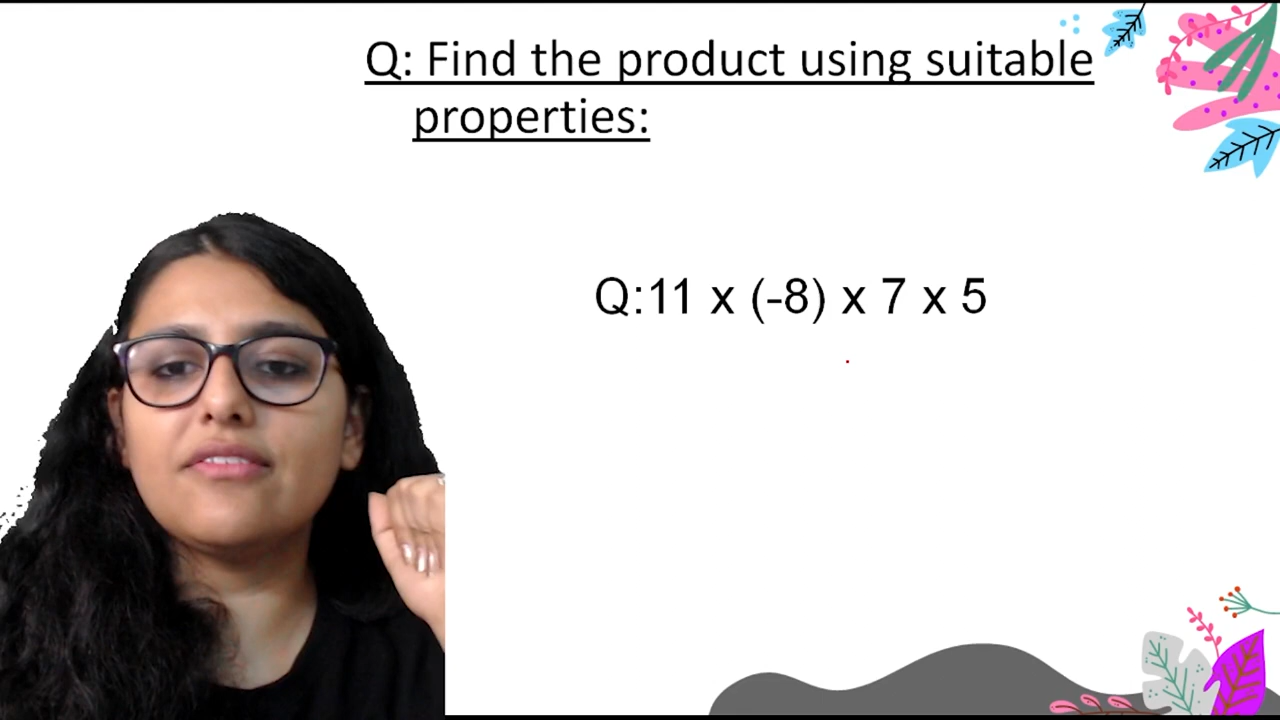 Q: Find the product using suitable
properties:
Q:11 x (-8) x 7 x 5